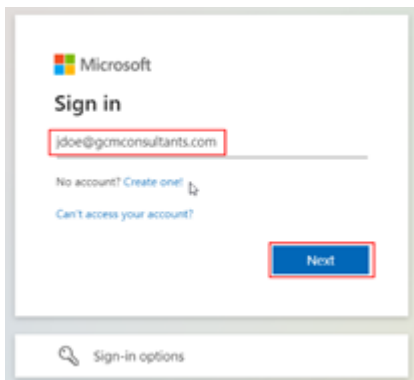 Microsoft
Sign in
jdoe@gcmconsultants.com
No account? Create one!
Can't access your account?
Next
Sign-in options